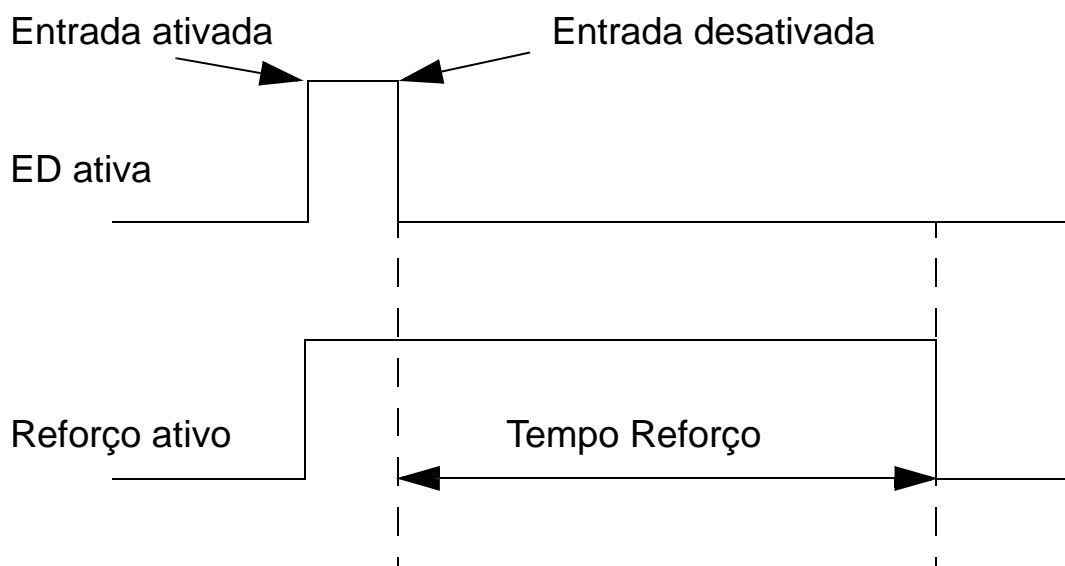 Entrada ativada
Entrada desativada
ED ativa
Reforço ativo
Tempo Reforço